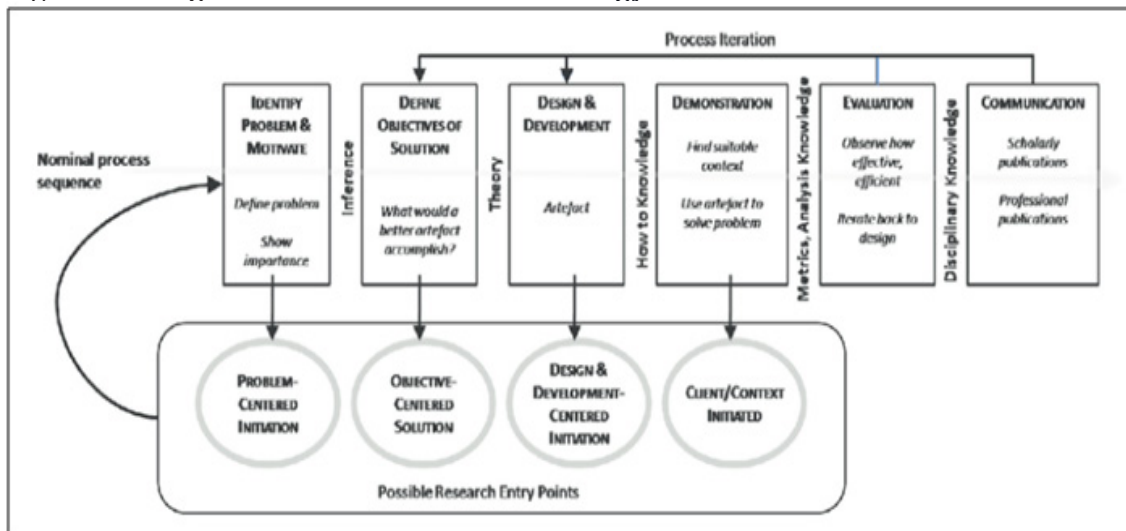 Process Iteration
Nominal process
sequence
IDENTIFY
PROBLEM &
MOTIVATE
Define problem
Show
importance
Inference
DEFINE
OBJECTIVES OF
SOLUTION
What would a
better artefact
accomplish?
Theory
DESIGN &
DEVELOPMENT
Artefact
How to Knowledge
DEMONSTRATION
Find suitable
context
Use artefact to
solve problem
Metrics, Analysis Knowledge
EVALUATION
Observe how
effective,
efficient
Iterate back to
design
Disciplinary Knowledge
COMMUNICATION
Scholarly
publications
Professional
publications
PROBLEM-
CENTERED
INITIATION
OBJECTIVE-
CENTERED
SOLUTION
DESIGN &
DEVELOPMENT-
CENTERED
INITIATION
CLIENT/CONTEXT
INITIATED
Possible Research Entry Points